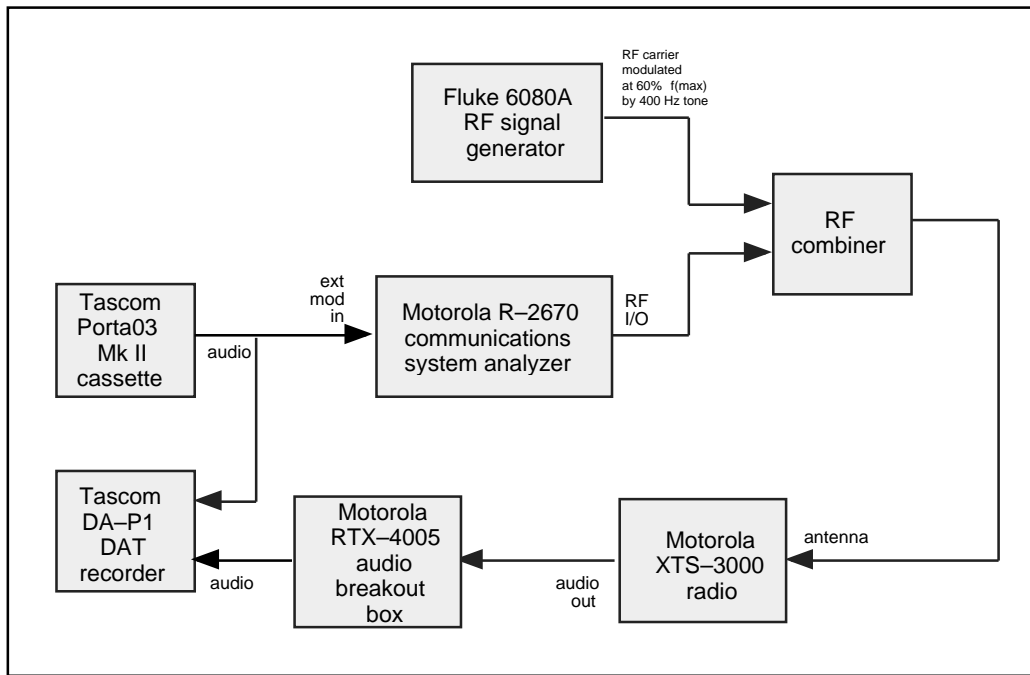 RF carrier
modulated
at 60% f(max)
by 400 Hz tone
Fluke 6080A
RF signal
generator
RF
combiner
Tascom
Porta03
Mk II
cassette
audio
ext
mod
in
Motorola R–2670
communications
system analyzer
RF
I/O
Tascom
DA–P1
DAT
recorder
audio
Motorola
RTX–4005
audio
breakout
box
audio
out
Motorola
XTS–3000
radio
antenna